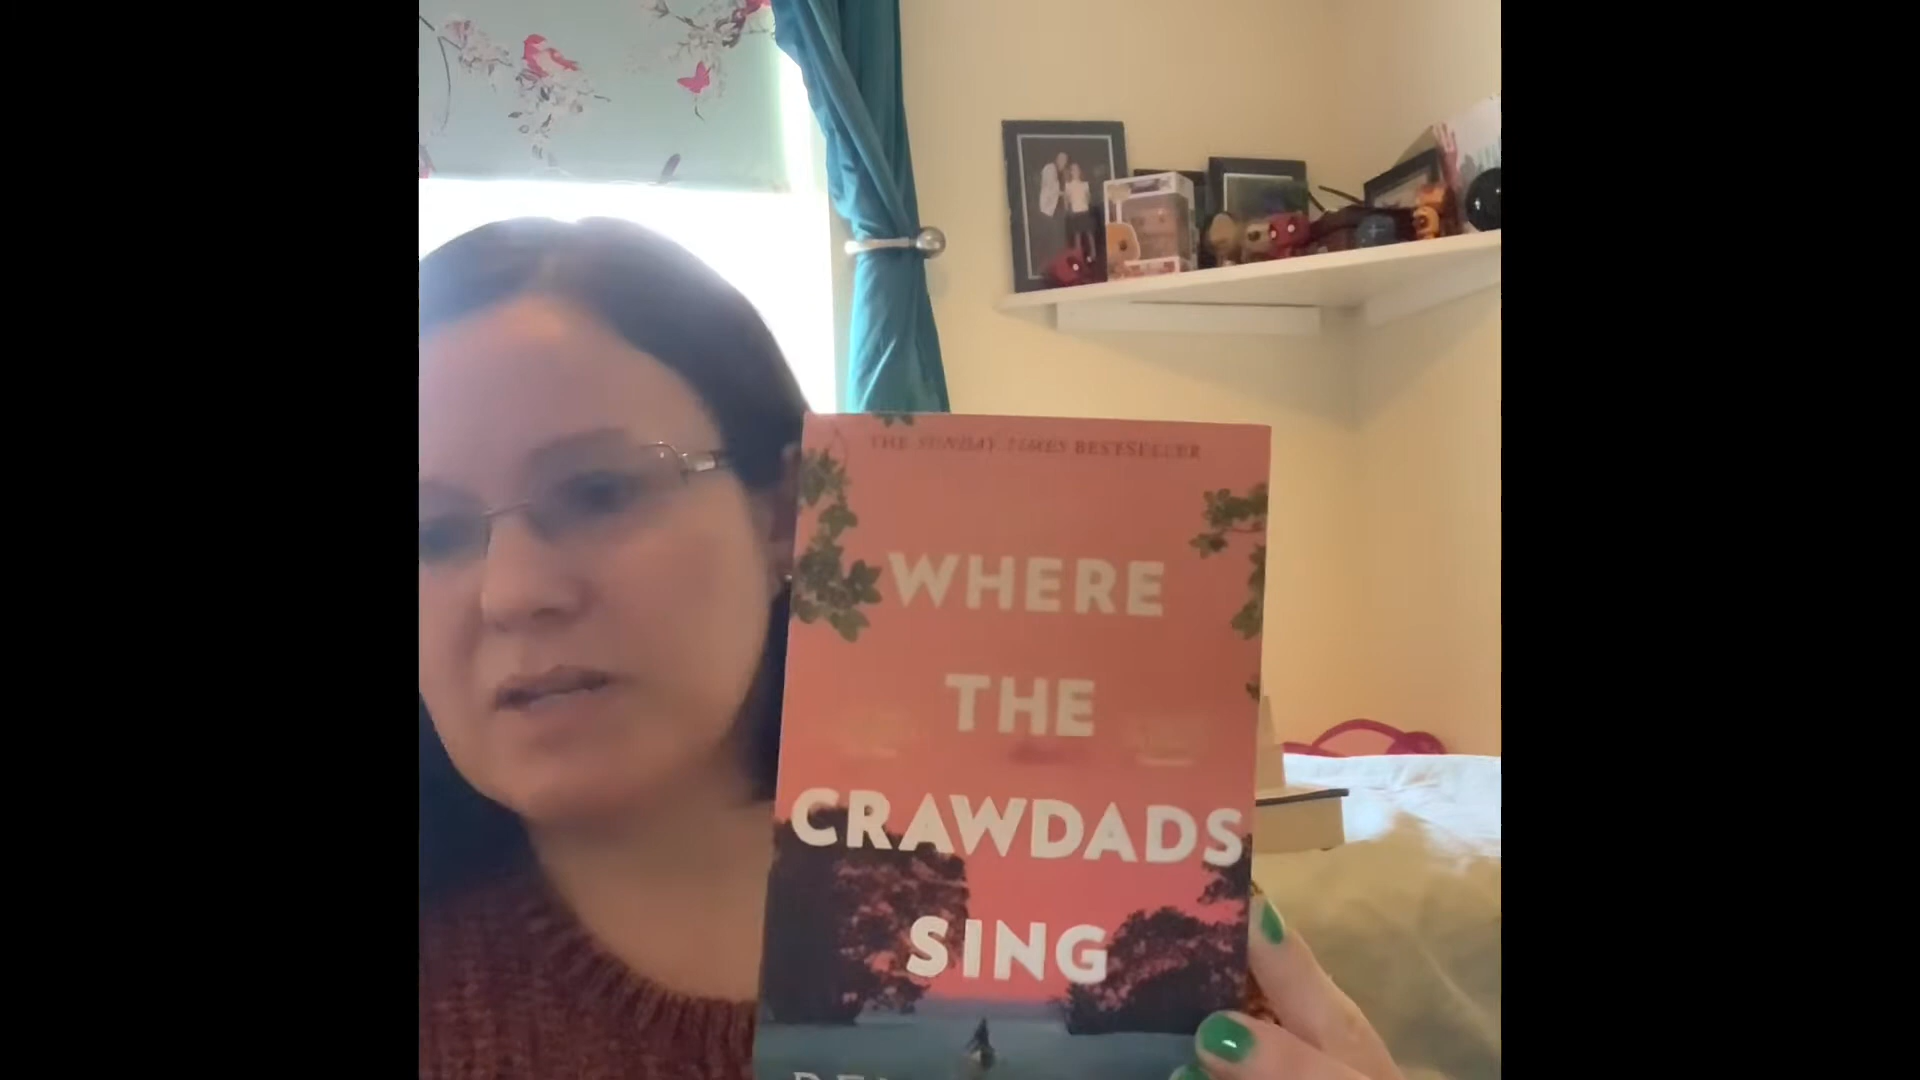 THE SUNDAY TIMES BESTSELLER
WHERE
THE
CRAWDADS
SING